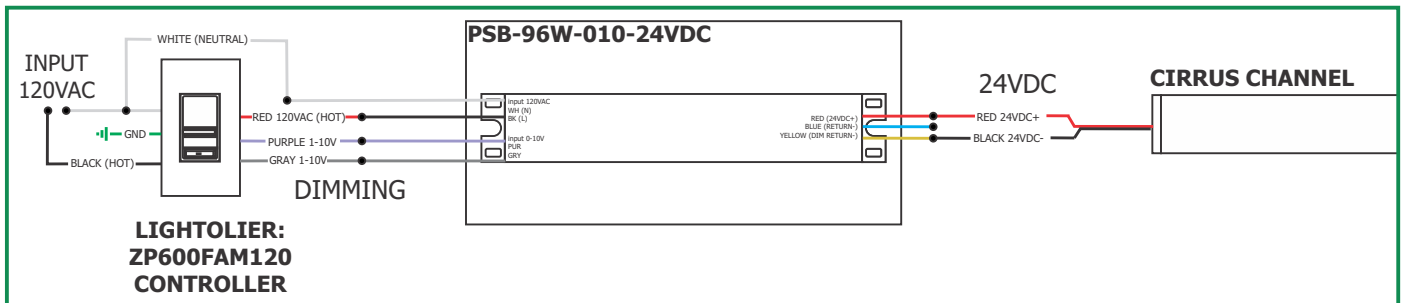 WHITE (NEUTRAL)
INPUT
120VAC
GND
BLACK (HOT)
RED 120VAC (HOT)
PURPLE 1-10V
GRAY 1-10V
DIMMING
LIGHTOLIER:
ZP600FAM120
CONTROLLER
PSB-96W-010-24VDC
input 120VAC
WH (N)
BK (L)
input 0-10V
PUR
GRY
RED (24VDC+)
BLUE (RETURN-)
YELLOW (DIM RETURN-)
24VDC
RED 24VDC+
BLACK 24VDC-
CIRRUS CHANNEL